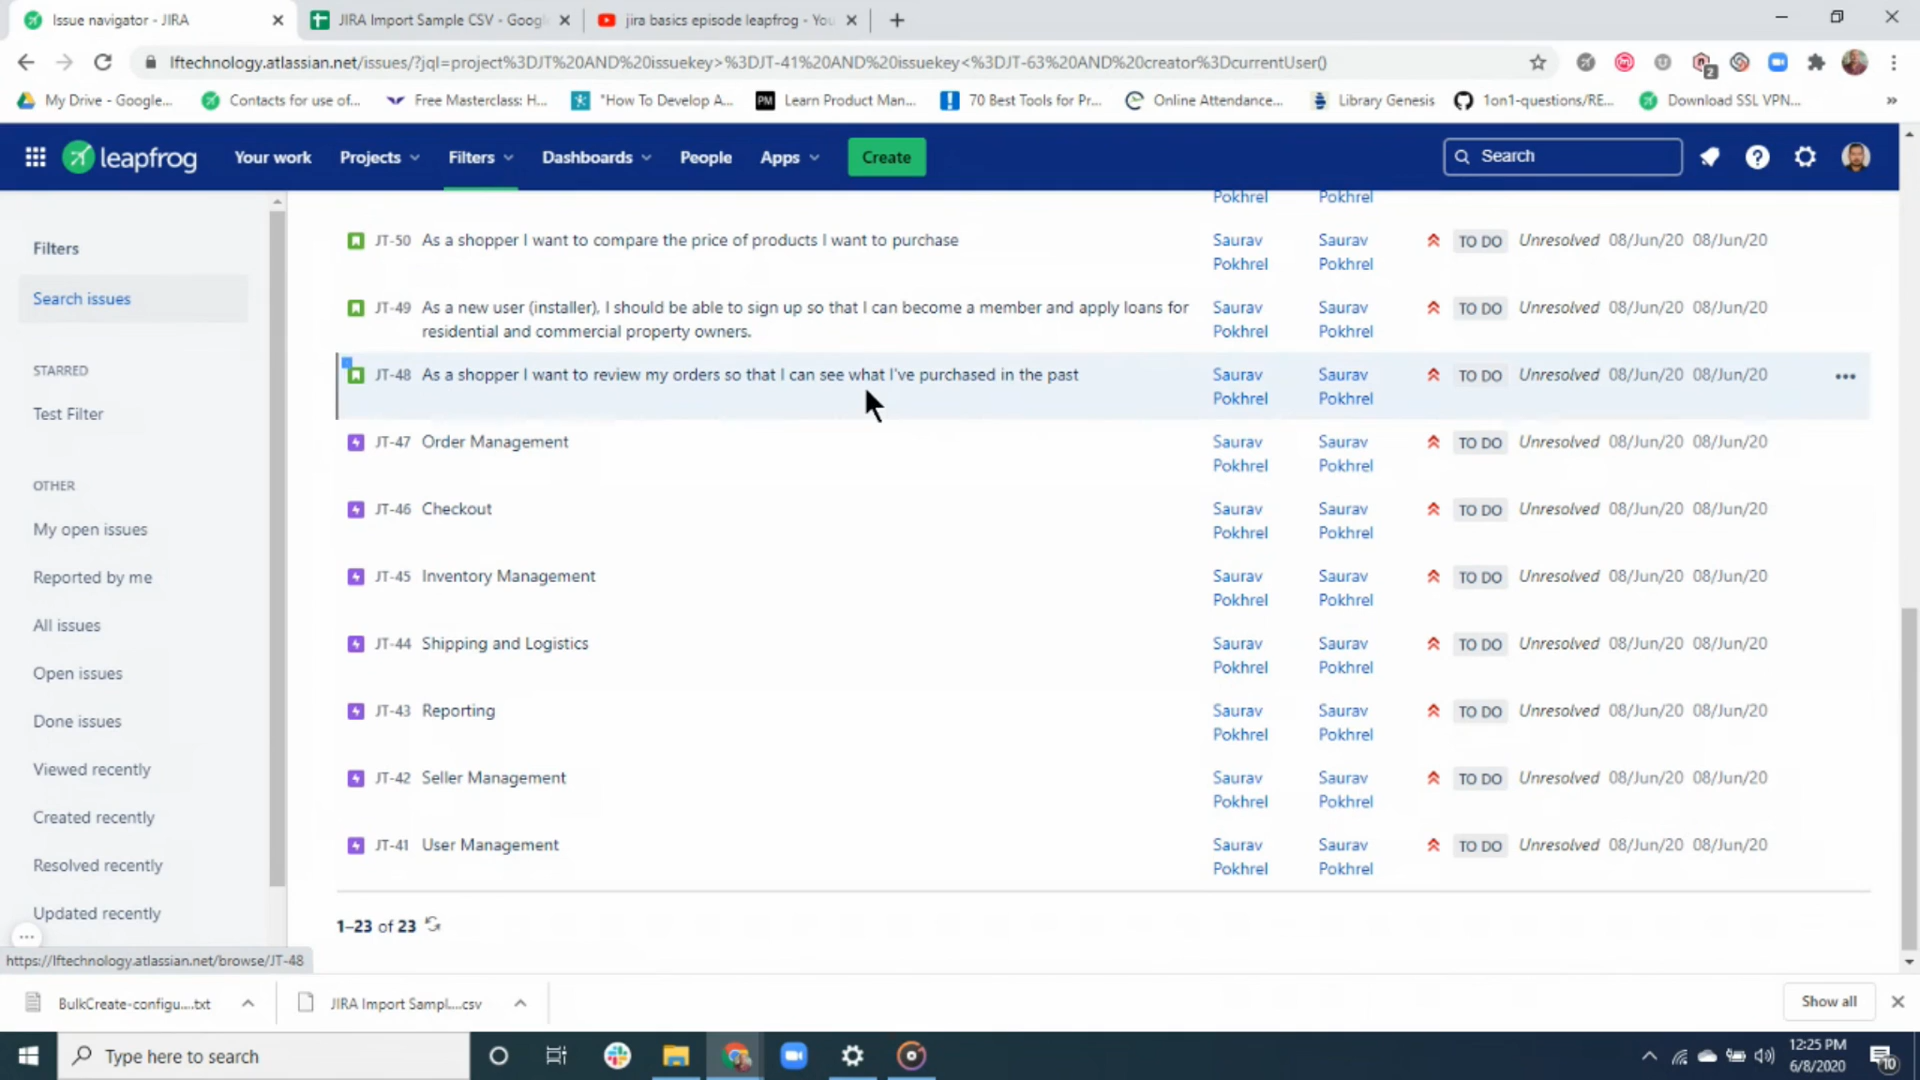 Issue navigator - JIRA
JIRA Import Sample CSV - Googl
jira basics episode leapfrog - You
lftechnology.atlassian.net/issues/?jql=project%3DJT%20AND%20issuekey>%3DJT-41%20AND%20issuekey<%3DJT-63%20AND%20creator%3DcurrentUser()
2
My Drive - Google...
Contacts for use of...
Free Masterclass: H...
"How To Develop A...
PM Learn Product Man...
70 Best Tools for Pr...
Online Attendance...
Library Genesis
1on1-questions/RE...
Download SSL VPN...
leapfrog
Your work
Projects
Filters
Dashboards
People
Apps
Create
Search
Filters
Search issues
STARRED
Test Filter
OTHER
My open issues
Reported by me
All issues
Open issues
Done issues
Viewed recently
Created recently
Resolved recently
Updated recently
Pokhrel Pokhrel
JT-50 As a shopper I want to compare the price of products I want to purchase Saurav Saurav TO DO Unresolved 08/Jun/20 08/Jun/20
Pokhrel Pokhrel
JT-49 As a new user (installer), I should be able to sign up so that I can become a member and apply loans for Saurav Saurav TO DO Unresolved 08/Jun/20 08/Jun/20
residential and commercial property owners. Pokhrel Pokhrel
JT-48 As a shopper I want to review my orders so that I can see what I've purchased in the past Saurav Saurav TO DO Unresolved 08/Jun/20 08/Jun/20
Pokhrel Pokhrel
JT-47 Order Management Saurav Saurav TO DO Unresolved 08/Jun/20 08/Jun/20
Pokhrel Pokhrel
JT-46 Checkout Saurav Saurav TO DO Unresolved 08/Jun/20 08/Jun/20
Pokhrel Pokhrel
JT-45 Inventory Management Saurav Saurav TO DO Unresolved 08/Jun/20 08/Jun/20
Pokhrel Pokhrel
JT-44 Shipping and Logistics Saurav Saurav TO DO Unresolved 08/Jun/20 08/Jun/20
Pokhrel Pokhrel
JT-43 Reporting Saurav Saurav TO DO Unresolved 08/Jun/20 08/Jun/20
Pokhrel Pokhrel
JT-42 Seller Management Saurav Saurav TO DO Unresolved 08/Jun/20 08/Jun/20
Pokhrel Pokhrel
JT-41 User Management Saurav Saurav TO DO Unresolved 08/Jun/20 08/Jun/20
Pokhrel Pokhrel
1–23 of 23
https://lftechnology.atlassian.net/browse/JT-48
BulkCreate-configu....txt
JIRA Import Sampl....csv
Show all
Type here to search
12:25 PM
6/8/2020
10